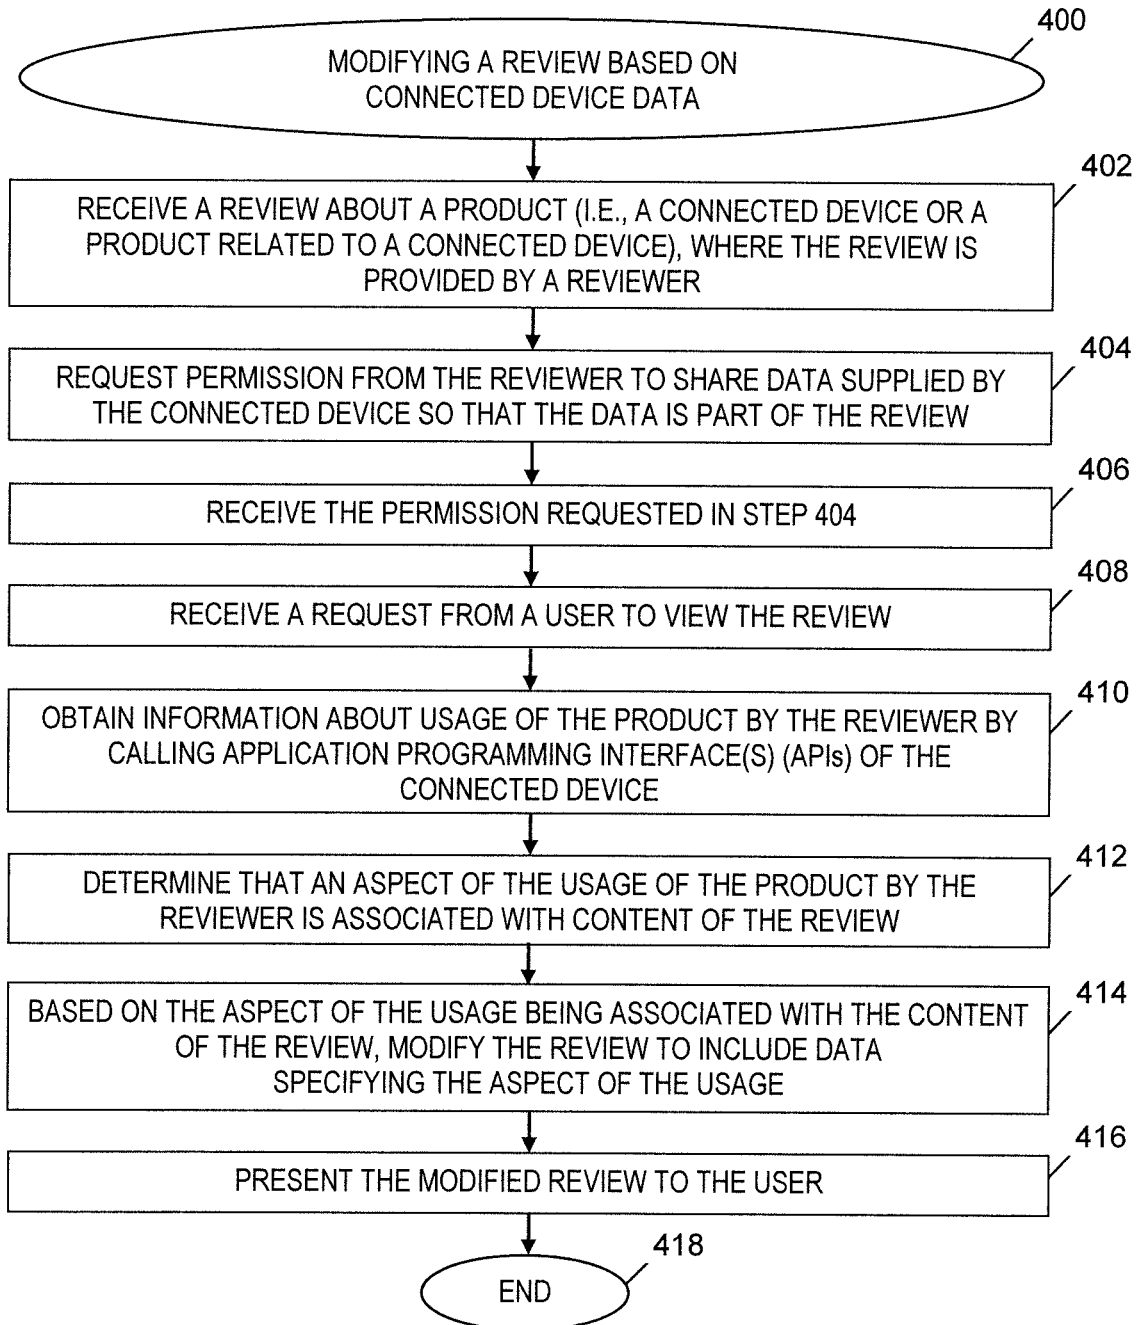 400
MODIFYING A REVIEW BASED ON
CONNECTED DEVICE DATA
402
RECEIVE A REVIEW ABOUT A PRODUCT (I.E., A CONNECTED DEVICE OR A
PRODUCT RELATED TO A CONNECTED DEVICE), WHERE THE REVIEW IS
PROVIDED BY A REVIEWER
404
REQUEST PERMISSION FROM THE REVIEWER TO SHARE DATA SUPPLIED BY
THE CONNECTED DEVICE SO THAT THE DATA IS PART OF THE REVIEW
406
RECEIVE THE PERMISSION REQUESTED IN STEP 404
408
RECEIVE A REQUEST FROM A USER TO VIEW THE REVIEW
410
OBTAIN INFORMATION ABOUT USAGE OF THE PRODUCT BY THE REVIEWER BY
CALLING APPLICATION PROGRAMMING INTERFACE(S) (APIs) OF THE
CONNECTED DEVICE
412
DETERMINE THAT AN ASPECT OF THE USAGE OF THE PRODUCT BY THE
REVIEWER IS ASSOCIATED WITH CONTENT OF THE REVIEW
414
BASED ON THE ASPECT OF THE USAGE BEING ASSOCIATED WITH THE CONTENT
OF THE REVIEW, MODIFY THE REVIEW TO INCLUDE DATA
SPECIFYING THE ASPECT OF THE USAGE
416
PRESENT THE MODIFIED REVIEW TO THE USER
418
END